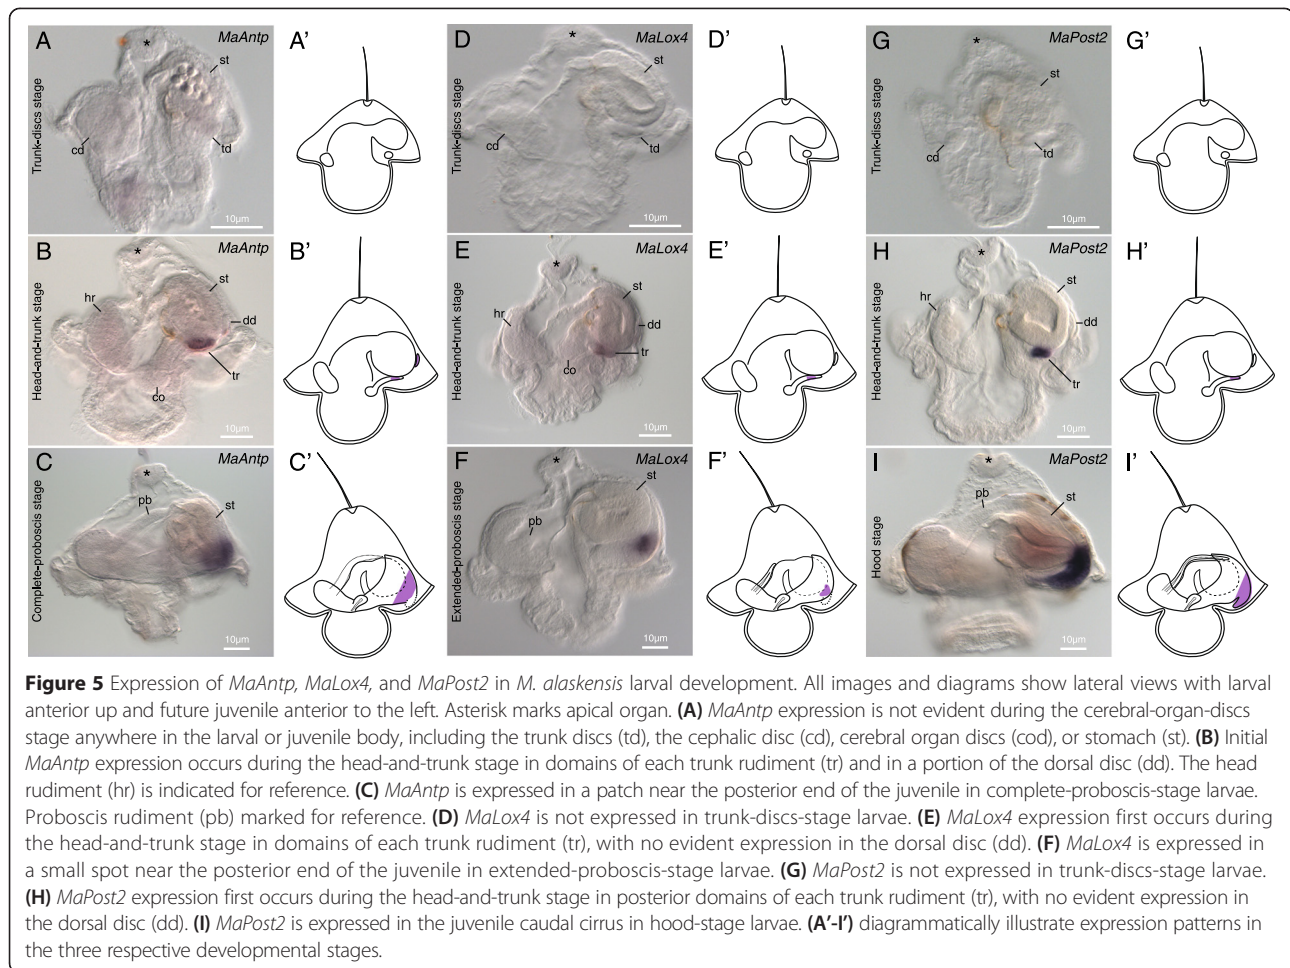 A
MaAntp
*
st
cd
td
Trunk-discs stage
10µm
A'
D
MaLox4
*
st
cd
td
Trunk-discs stage
10µm
D'
G
MaPost2
*
st
cd
td
Trunk-discs stage
10µm
G'
B
MaAntp
*
st
hr
dd
tr
co
Head-and-trunk stage
10µm
B'
E
MaLox4
*
st
hr
dd
tr
co
Head-and-trunk stage
10µm
E'
H
MaPost2
*
st
hr
dd
tr
Head-and-trunk stage
10µm
H'
C
MaAntp
*
pb
st
Complete-proboscis stage
10µm
C'
F
MaLox4
*
st
pb
Extended-proboscis stage
10µm
F'
I
MaPost2
*
pb
st
Hood stage
10µm
I'
Figure 5 Expression of MaAntp, MaLox4, and MaPost2 in M. alaskensis larval development. All images and diagrams show lateral views with larval
anterior up and future juvenile anterior to the left. Asterisk marks apical organ. (A) MaAntp expression is not evident during the cerebral-organ-discs
stage anywhere in the larval or juvenile body, including the trunk discs (td), the cephalic disc (cd), cerebral organ discs (cod), or stomach (st). (B) Initial
MaAntp expression occurs during the head-and-trunk stage in domains of each trunk rudiment (tr) and in a portion of the dorsal disc (dd). The head
rudiment (hr) is indicated for reference. (C) MaAntp is expressed in a patch near the posterior end of the juvenile in complete-proboscis-stage larvae.
Proboscis rudiment (pb) marked for reference. (D) MaLox4 is not expressed in trunk-discs-stage larvae. (E) MaLox4 expression first occurs during
the head-and-trunk stage in domains of each trunk rudiment (tr), with no evident expression in the dorsal disc (dd). (F) MaLox4 is expressed in
a small spot near the posterior end of the juvenile in extended-proboscis-stage larvae. (G) MaPost2 is not expressed in trunk-discs-stage larvae.
(H) MaPost2 expression first occurs during the head-and-trunk stage in posterior domains of each trunk rudiment (tr), with no evident expression in
the dorsal disc (dd). (I) MaPost2 is expressed in the juvenile caudal cirrus in hood-stage larvae. (A'-I') diagrammatically illustrate expression patterns in
the three respective developmental stages.